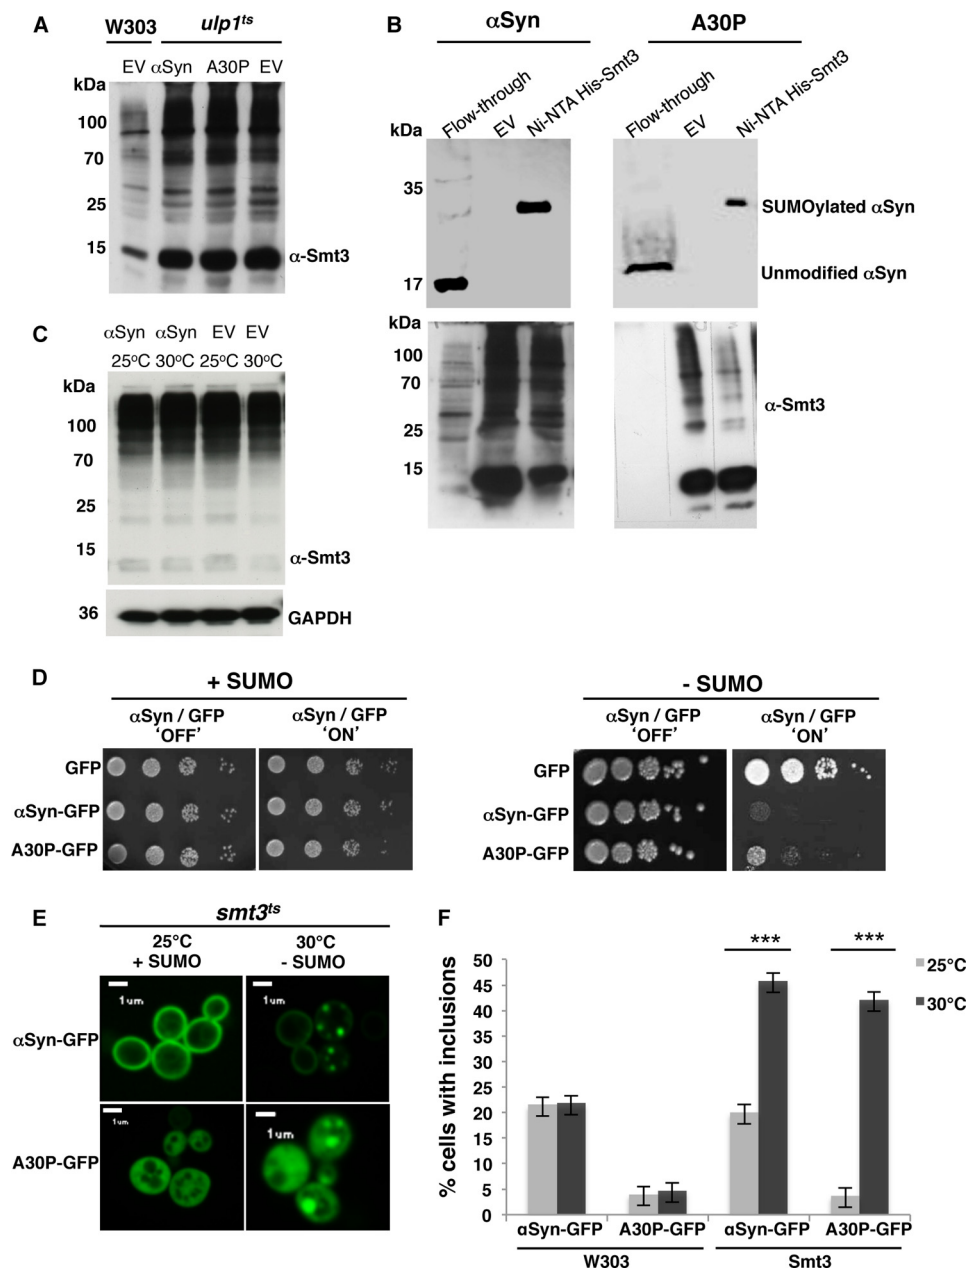 A
W303 ulp1ts
EV αSyn A30P EV
kDa
100
70
25
15
α-Smt3
B
αSyn A30P
Flow-through EV Ni-NTA His-Smt3
Flow-through EV Ni-NTA His-Smt3
kDa
35
17
SUMOylated αSyn
Unmodified αSyn
kDa
100
70
25
15
α-Smt3
C
αSyn αSyn EV EV
25°C 30°C 25°C 30°C
kDa
100
70
25
15
α-Smt3
36
GAPDH
D
+ SUMO
αSyn / GFP αSyn / GFP
'OFF' 'ON'
GFP
αSyn-GFP
A30P-GFP
- SUMO
αSyn / GFP αSyn / GFP
'OFF' 'ON'
GFP
αSyn-GFP
A30P-GFP
E
smt3ts
25°C 30°C
+ SUMO - SUMO
αSyn-GFP
1um 1um
A30P-GFP
1um 1um
F
% cells with inclusions
50
45
40
35
30
25
20
15
10
5
0
*** ***
25°C
30°C
αSyn-GFP A30P-GFP αSyn-GFP A30P-GFP
W303 Smt3